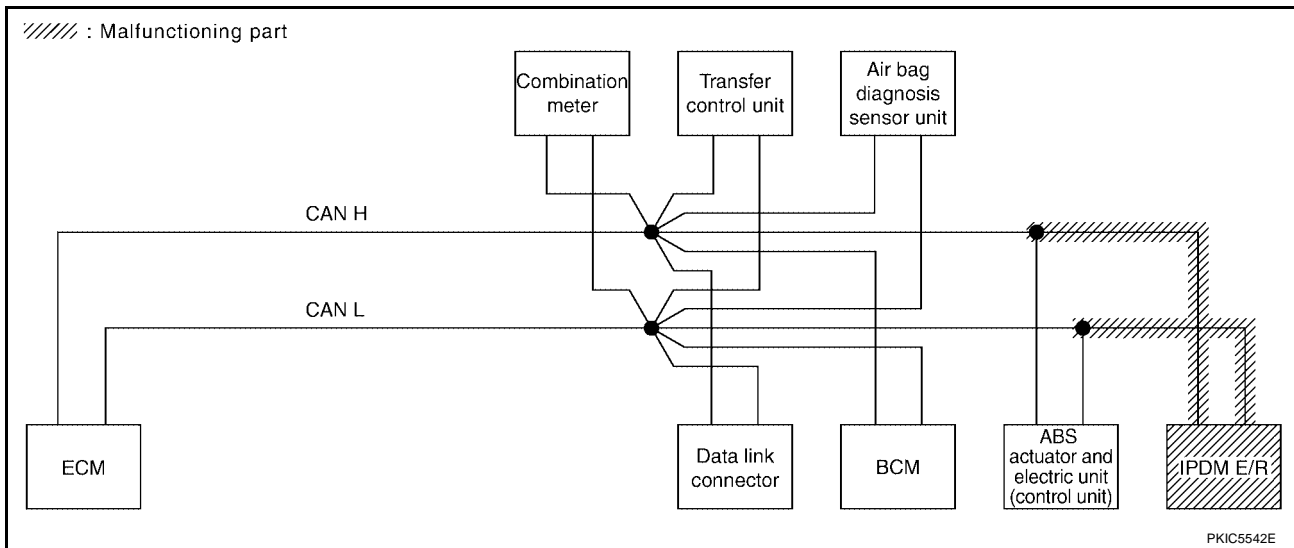 : Malfunctioning part
Combination
meter
Transfer
control unit
Air bag
diagnosis
sensor unit
CAN H
CAN L
ECM
Data link
connector
BCM
ABS
actuator and
electric unit
(control unit)
IPDM E/R
PKIC5542E